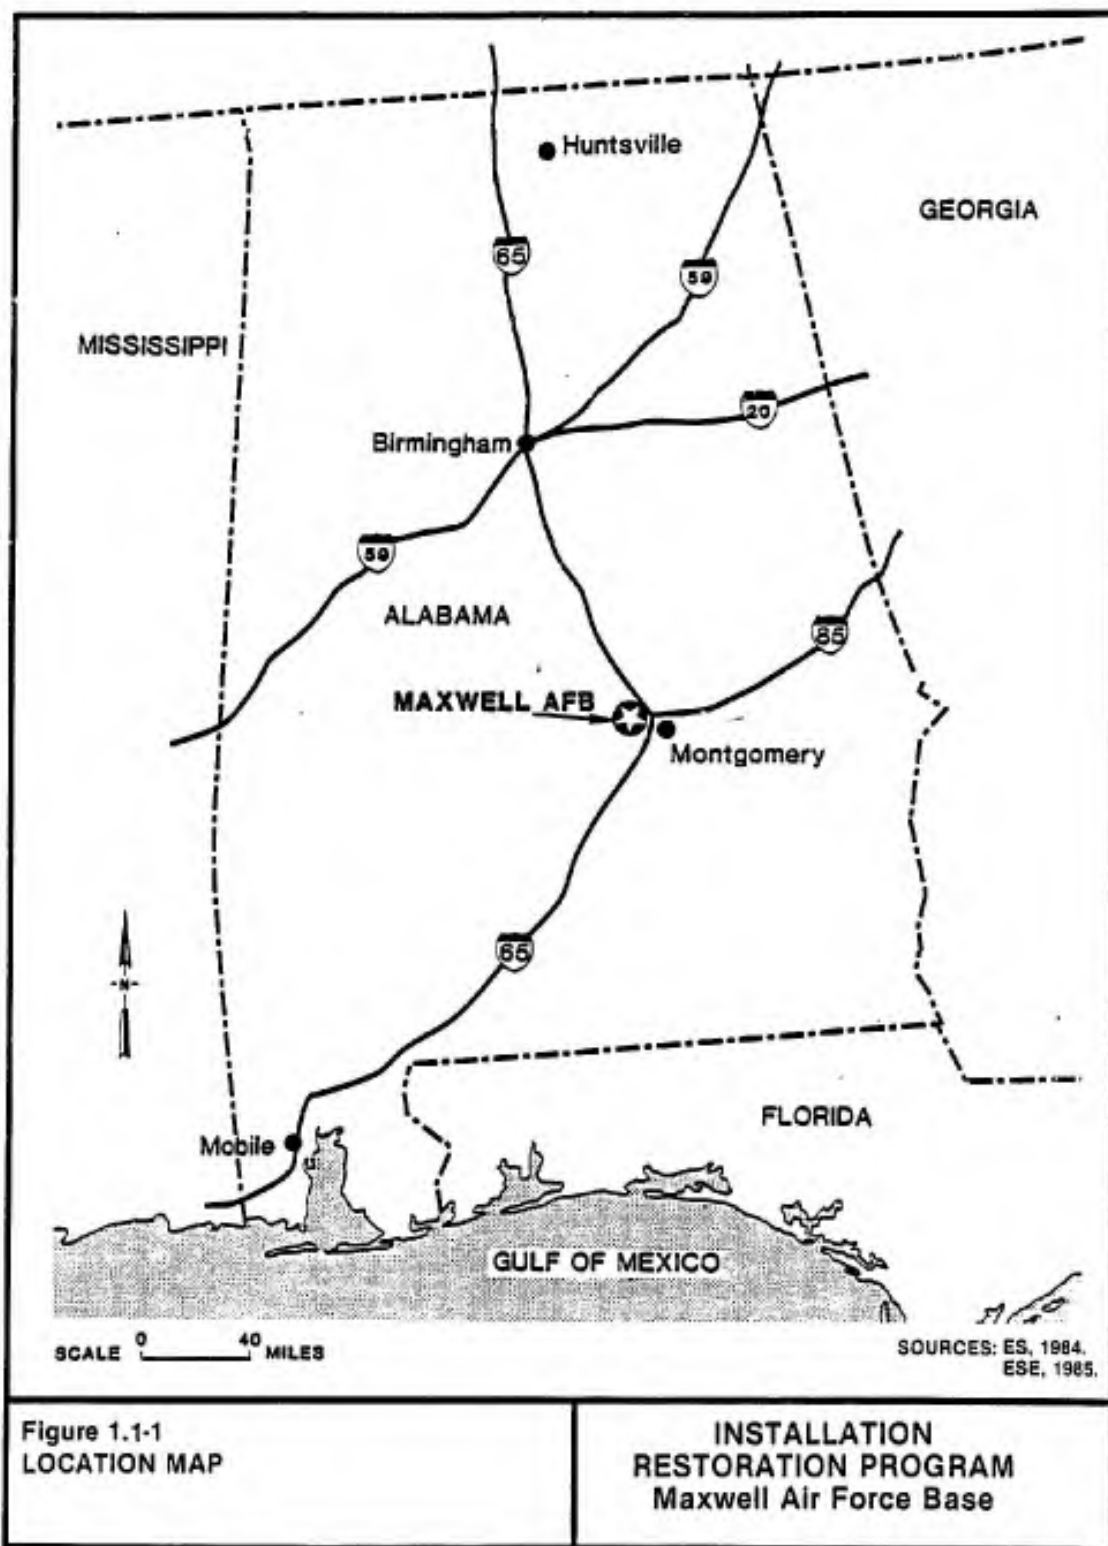 Huntsville
GEORGIA
65
59
MISSISSIPPI
20
Birmingham
59
ALABAMA
85
MAXWELL AFB
Montgomery
65
-N-
FLORIDA
Mobile
GULF OF MEXICO
SCALE 0 40 MILES
SOURCES: ES, 1984.
ESE, 1985.
Figure 1.1-1
LOCATION MAP
INSTALLATION
RESTORATION PROGRAM
Maxwell Air Force Base